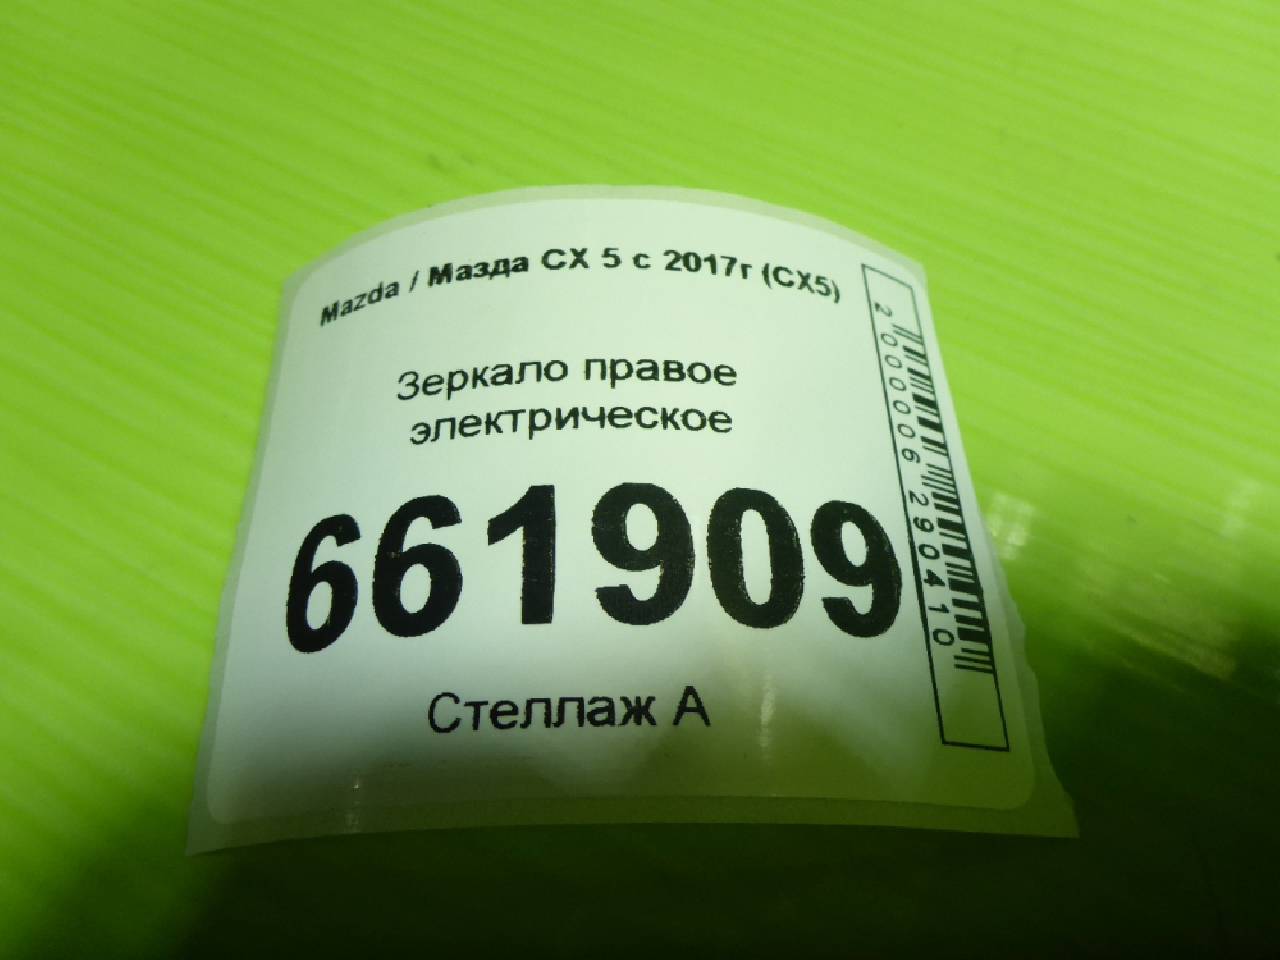 Mazda / Мазда CX 5 с 2017г (CX5)
Зеркало правое
электрическое
661909
Стеллаж А
2000006290410